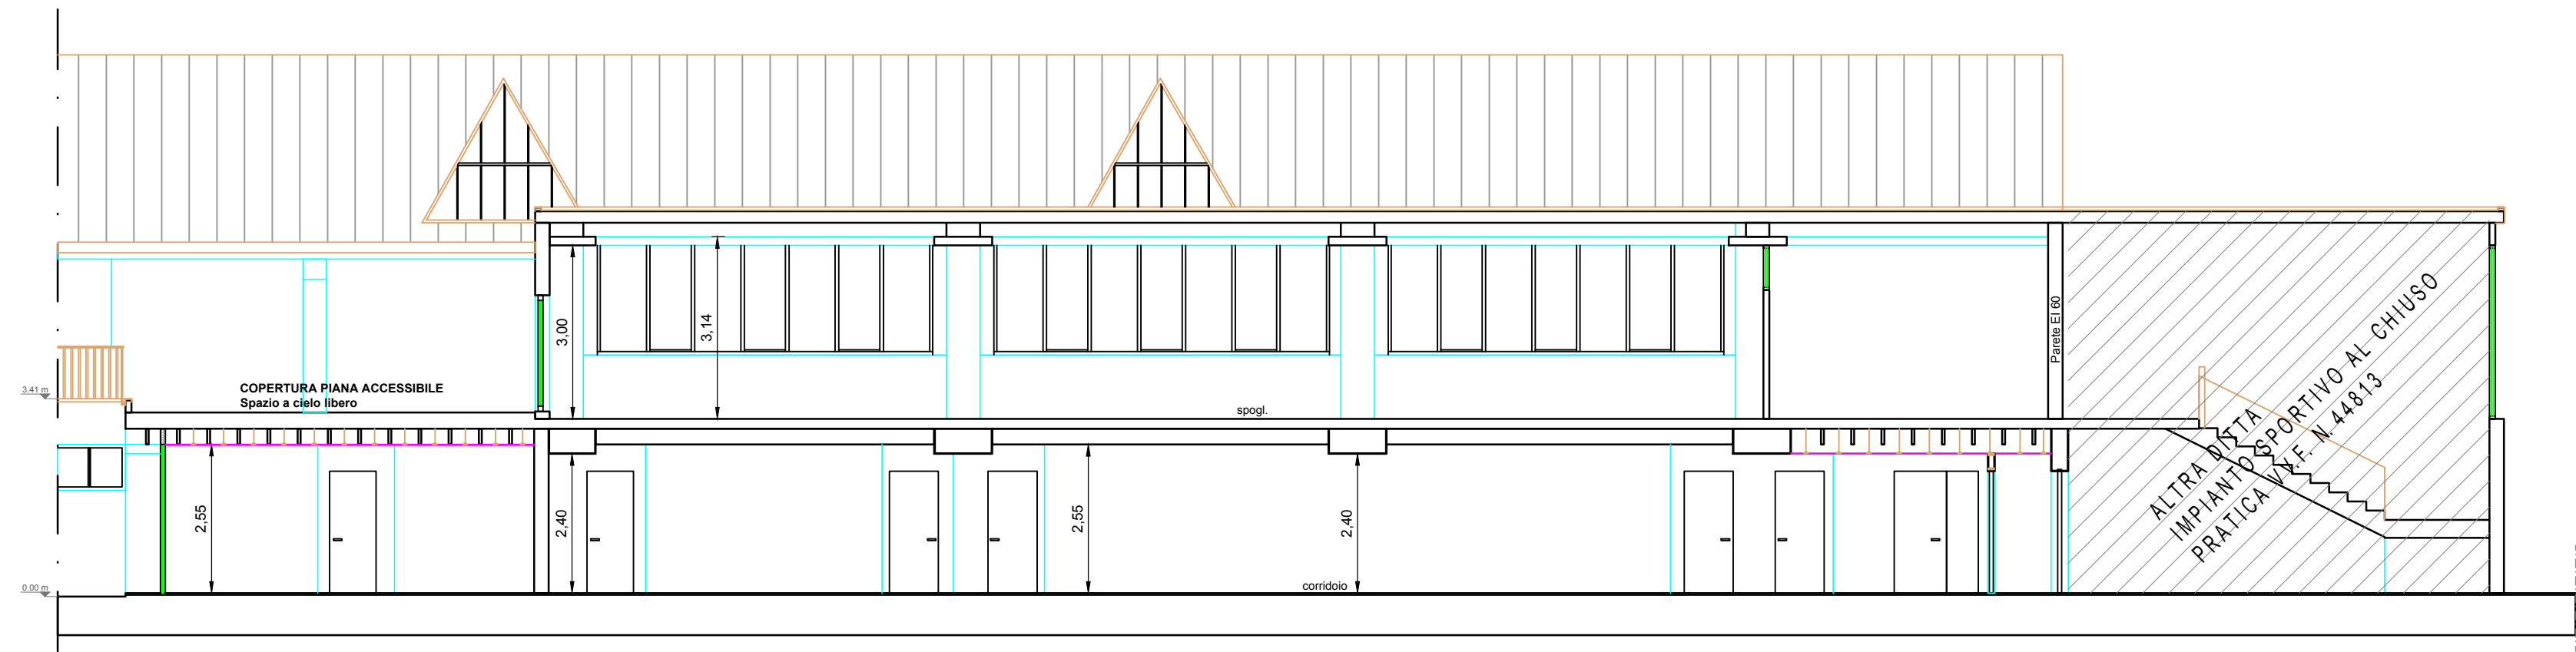 3,00
3,14
Parete EI 60
COPERTURA PIANA ACCESSIBILE
Spazio a cielo libero
3.41 m
spogl.
ALTRA DITTA
IMPIANTO SPORTIVO AL CHIUSO
PRATICA VV.F. N. 44813
2,55
2,40
2,55
2,40
0.00 m
corridoio